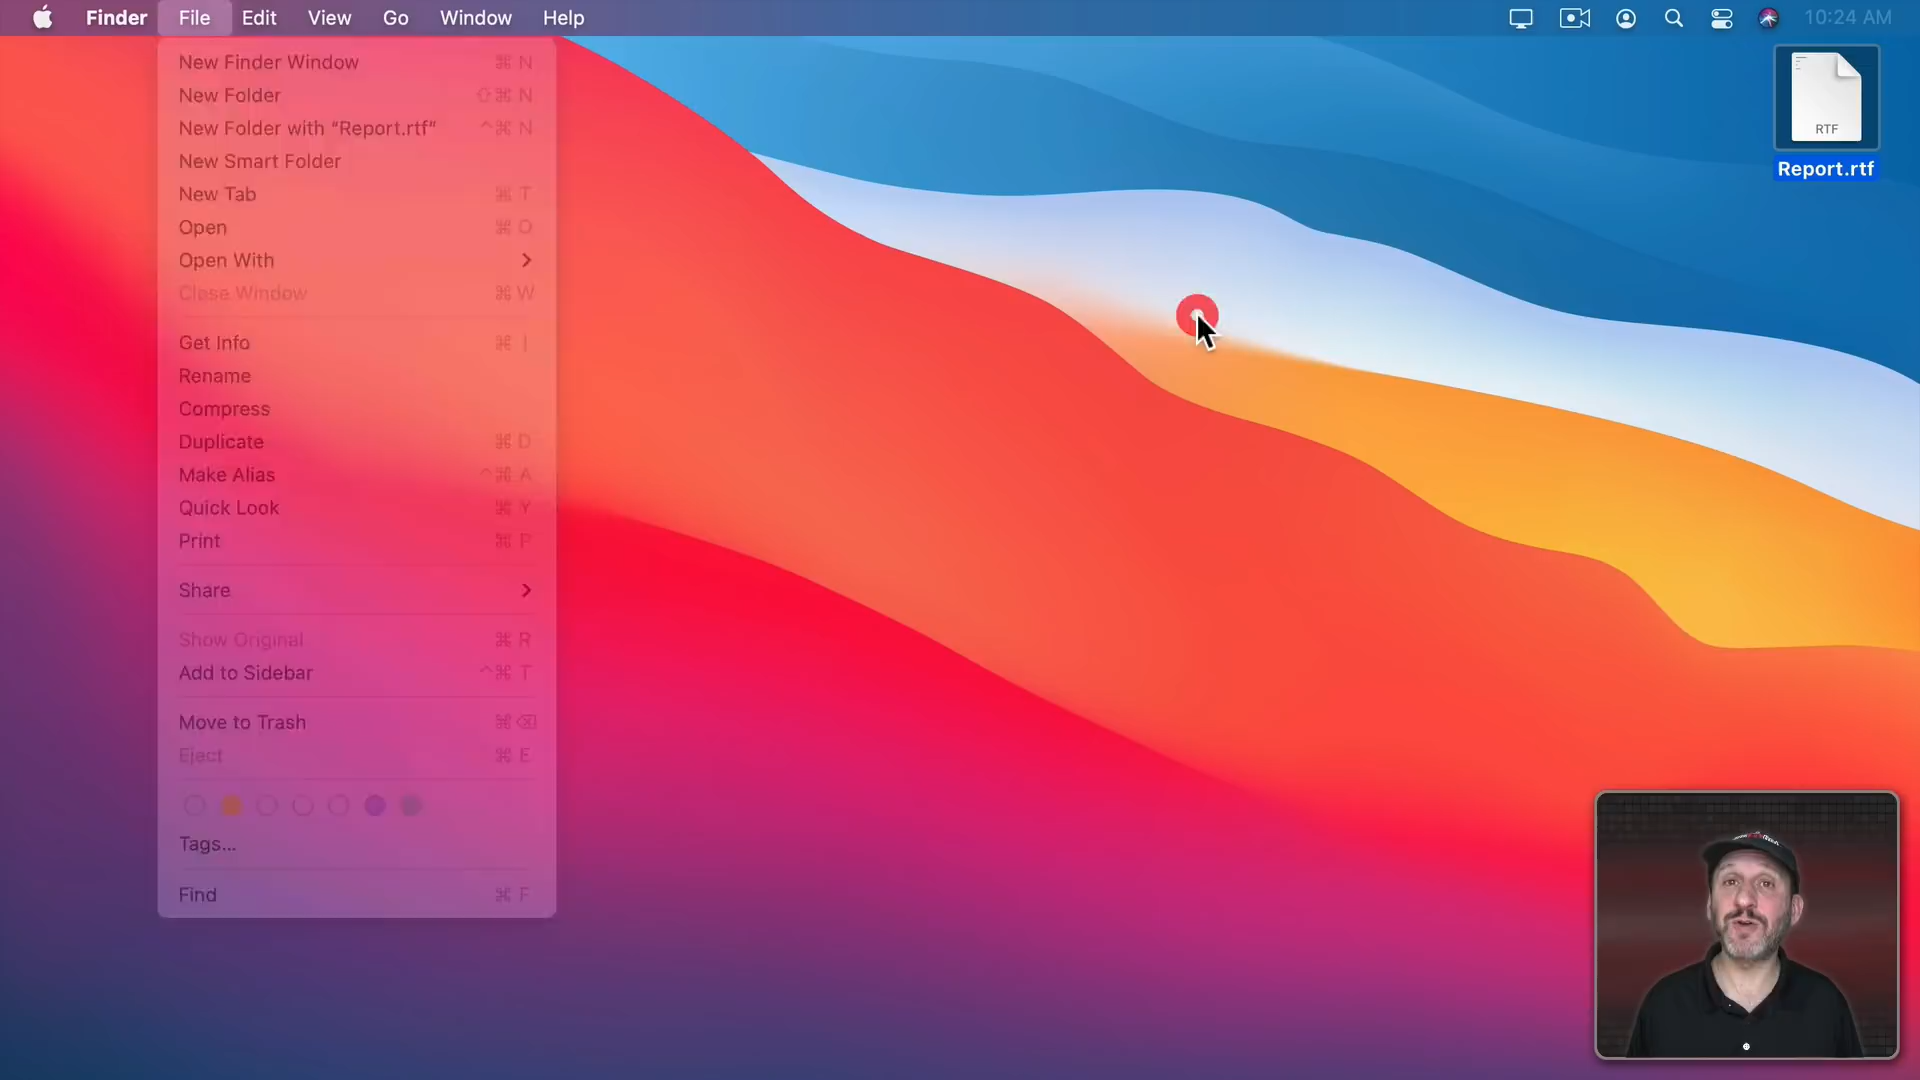 Finder File Edit View Go Window Help 10:24 AM
New Finder Window ⌘ N
New Folder ⇧⌘ N
New Folder with “Report.rtf” ^⌘ N
New Smart Folder
New Tab ⌘ T
Open ⌘ O
Open With
Close Window ⌘ W
Get Info ⌘ I
Rename
Compress
Duplicate ⌘ D
Make Alias ^⌘ A
Quick Look ⌘ Y
Print ⌘ P
Share
Show Original ⌘ R
Add to Sidebar ^⌘ T
Move to Trash ⌘ ⌫
Eject ⌘ E
Tags...
Find ⌘ F
RTF
Report.rtf